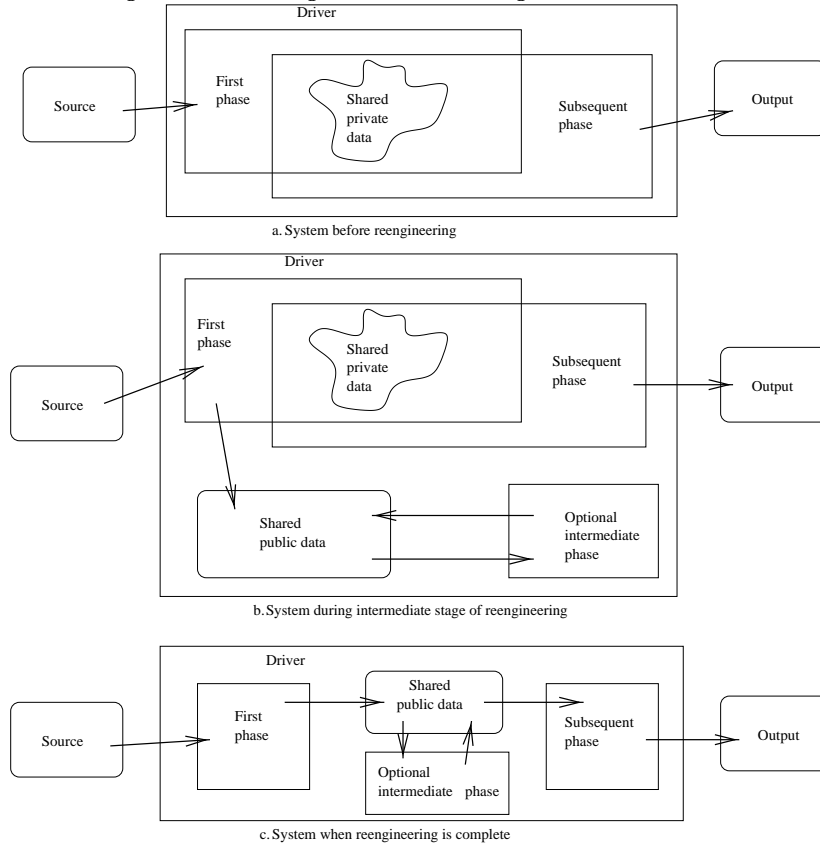 Driver
Source
First
phase
Shared
private
data
Subsequent
phase
Output
a. System before reengineering
Driver
First
phase
Shared
private
data
Subsequent
phase
Source
Output
Shared
public data
Optional
intermediate
phase
b. System during intermediate stage of reengineering
Driver
Source
First
phase
Shared
public data
Optional
intermediate phase
Subsequent
phase
Output
c. System when reengineering is complete